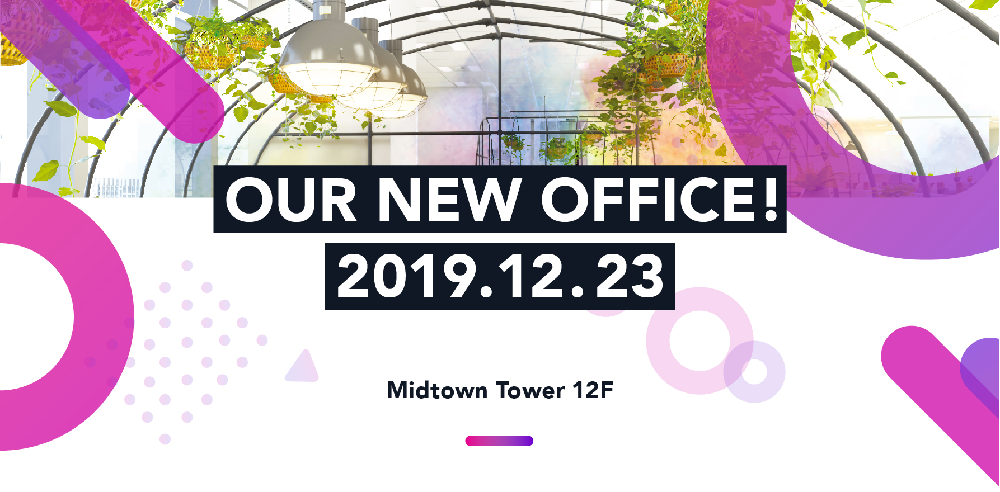 OUR NEW OFFICE!
2019.12.23
Midtown Tower 12F